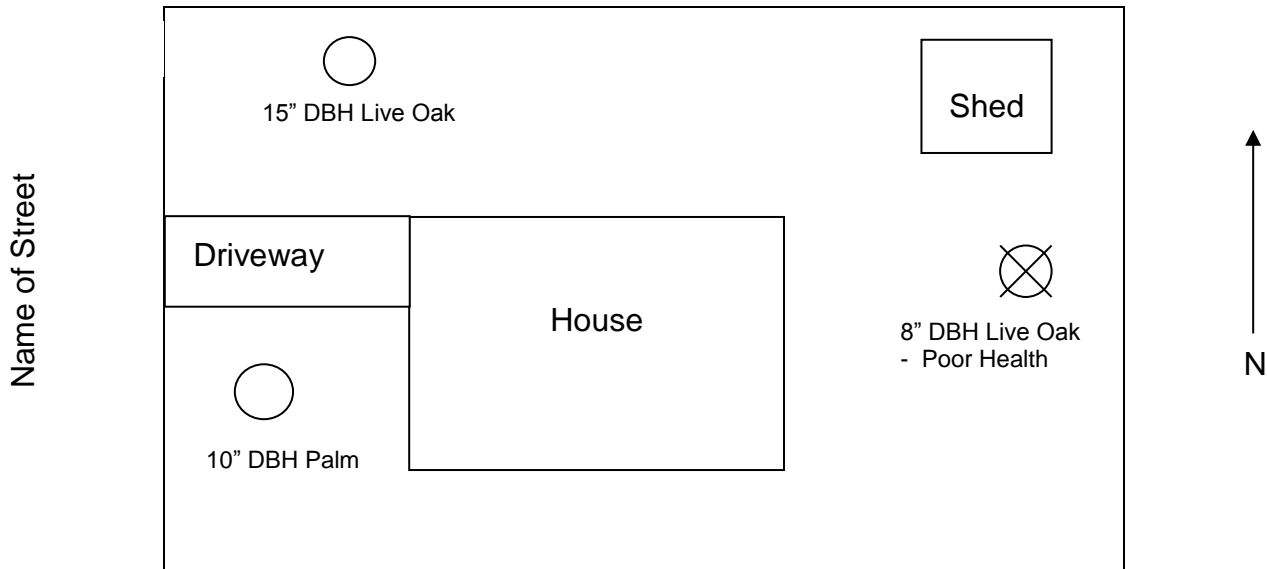 Name of Street
15” DBH Live Oak
Shed
Driveway
House
8” DBH Live Oak
- Poor Health
N
10” DBH Palm